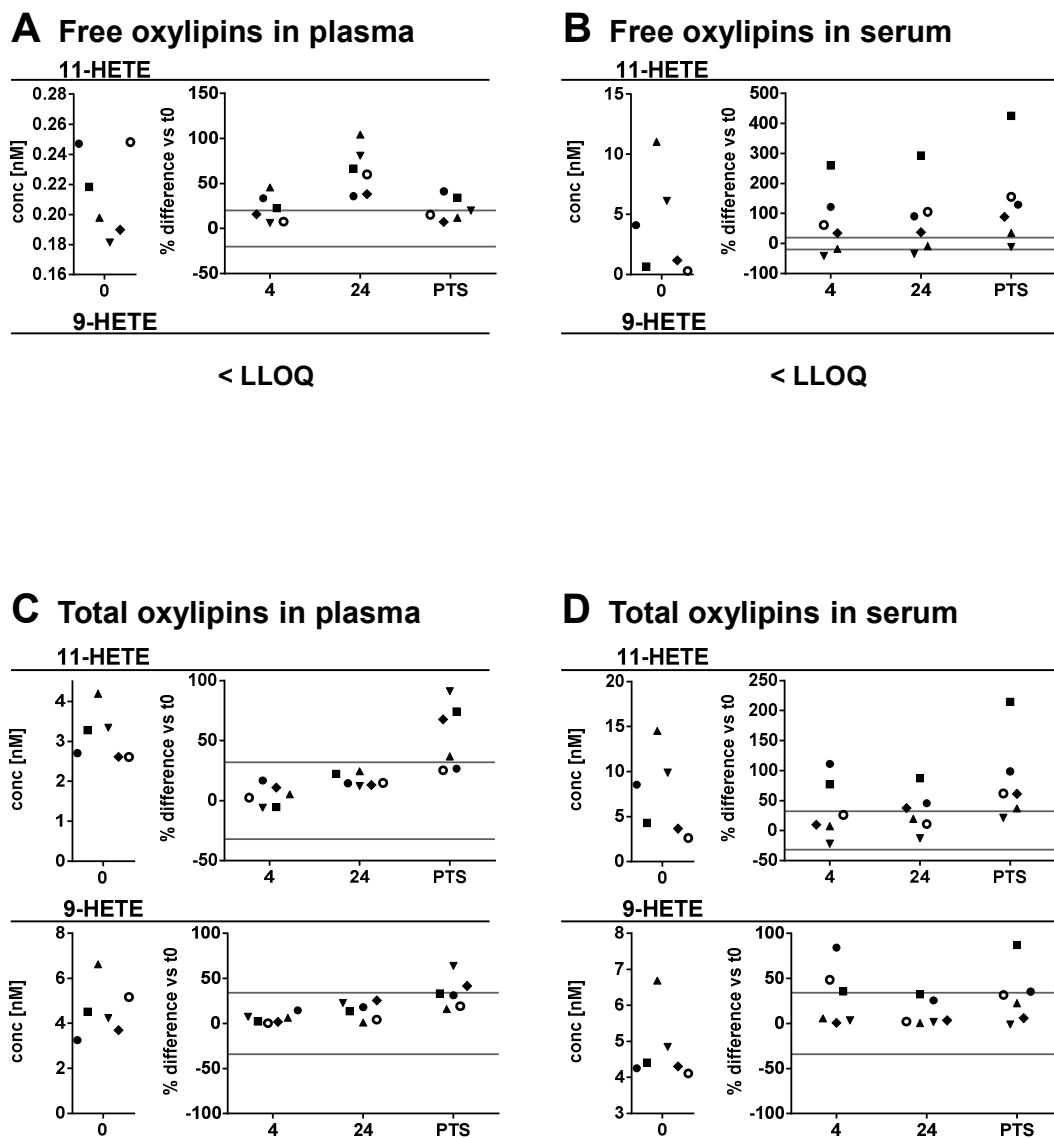 A Free oxylipins in plasma
11-HETE
conc [nM]
0.28
0.26
0.24
0.22
0.20
0.18
0.16
0
% difference vs t0
150
100
50
0
-50
4 24 PTS
9-HETE
< LLOQ
B Free oxylipins in serum
11-HETE
conc [nM]
15
10
5
0
0
% difference vs t0
500
400
300
200
100
0
-100
4 24 PTS
9-HETE
< LLOQ
C Total oxylipins in plasma
11-HETE
conc [nM]
4
3
2
1
0
0
% difference vs t0
100
50
0
-50
4 24 PTS
9-HETE
conc [nM]
8
6
4
2
0
0
% difference vs t0
100
50
0
-50
-100
4 24 PTS
D Total oxylipins in serum
11-HETE
conc [nM]
20
15
10
5
0
0
% difference vs t0
250
200
150
100
50
0
-50
4 24 PTS
9-HETE
conc [nM]
8
7
6
5
4
3
0
% difference vs t0
100
50
0
-50
-100
4 24 PTS